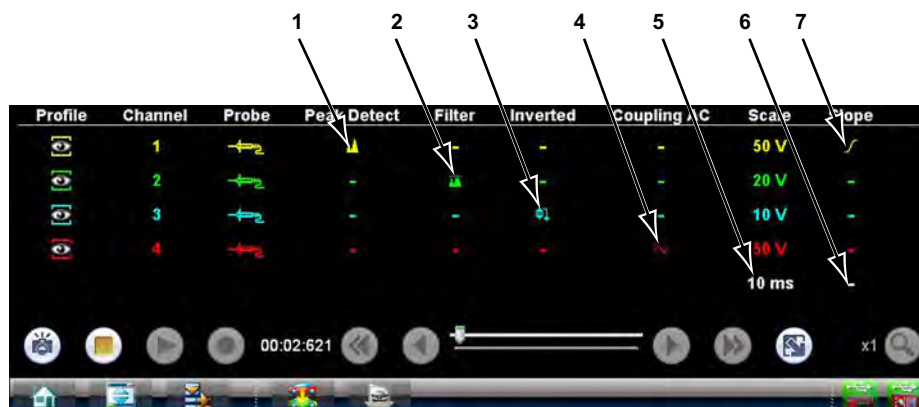 1 2 3 4 5 6 7
Profile Channel Probe Peak Detect Filter Inverted Coupling AC Scale Slope
1 - - - 50 V
2 - - - 20 V -
3 - - - 10 V -
4 - - - 50 V -
10 ms -
00:02:621 x1